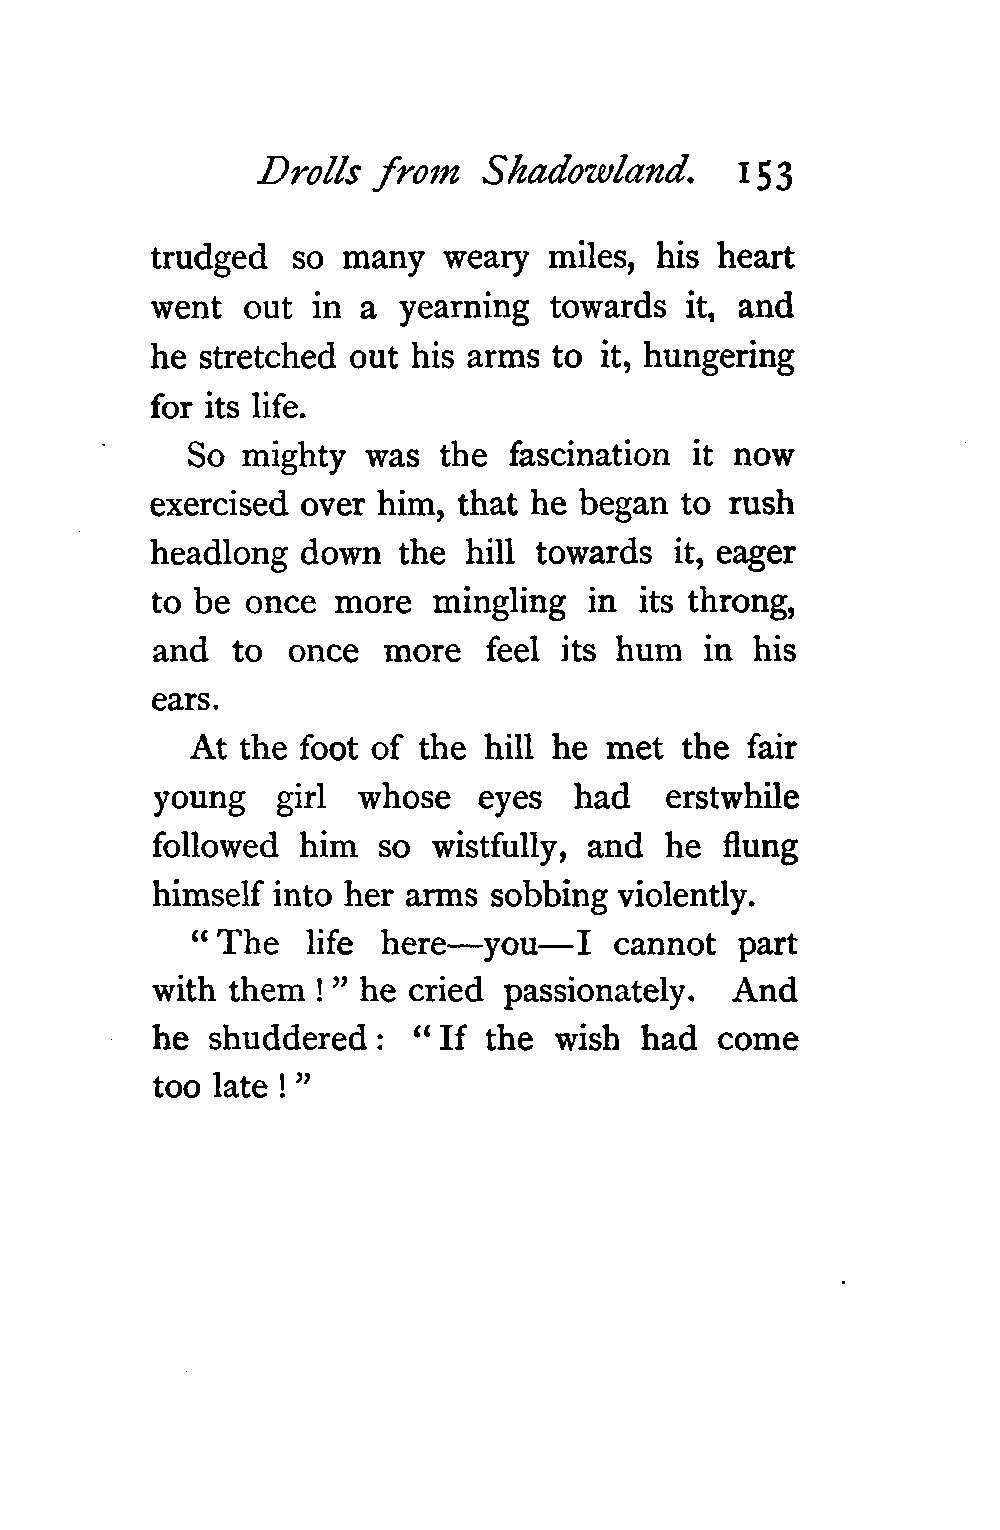 Drolls from Shadowland. 153
trudged so many weary miles, his heart
went out in a yearning towards it, and
he stretched out his arms to it, hungering
for its life.
So mighty was the fascination it now
exercised over him, that he began to rush
headlong down the hill towards it, eager
to be once more mingling in its throng,
and to once more feel its hum in his
ears.
At the foot of the hill he met the fair
young girl whose eyes had erstwhile
followed him so wistfully, and he flung
himself into her arms sobbing violently.
“ The life here—you—I cannot part
with them ! ” he cried passionately. And
he shuddered : “ If the wish had come
too late ! ”